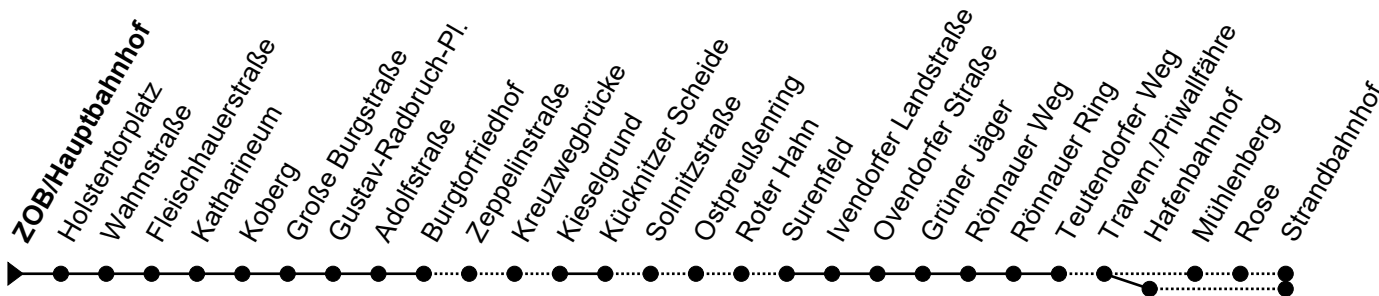 ZOB/Hauptbahnhof
Holstentorplatz
Wahmstraße
Fleischhauerstraße
Katharineum
Koberg
Große Burgstraße
Gustav-Radbruch-Pl.
Adolfstraße
Burgtorfriedhof
Zeppelinstraße
Kreuzwegbrücke
Kieselgrund
Kücknitzer Scheide
Solmitzstraße
Ostpreußenring
Roter Hahn
Surenfeld
Ivendorfer Landstraße
Ovendorfer Straße
Grüner Jäger
Rönnauer Weg
Rönnauer Ring
Teutendorfer Weg
Travem./Priwallfähre
Hafenbahnhof
Mühlenberg
Rose
Strandbahnhof